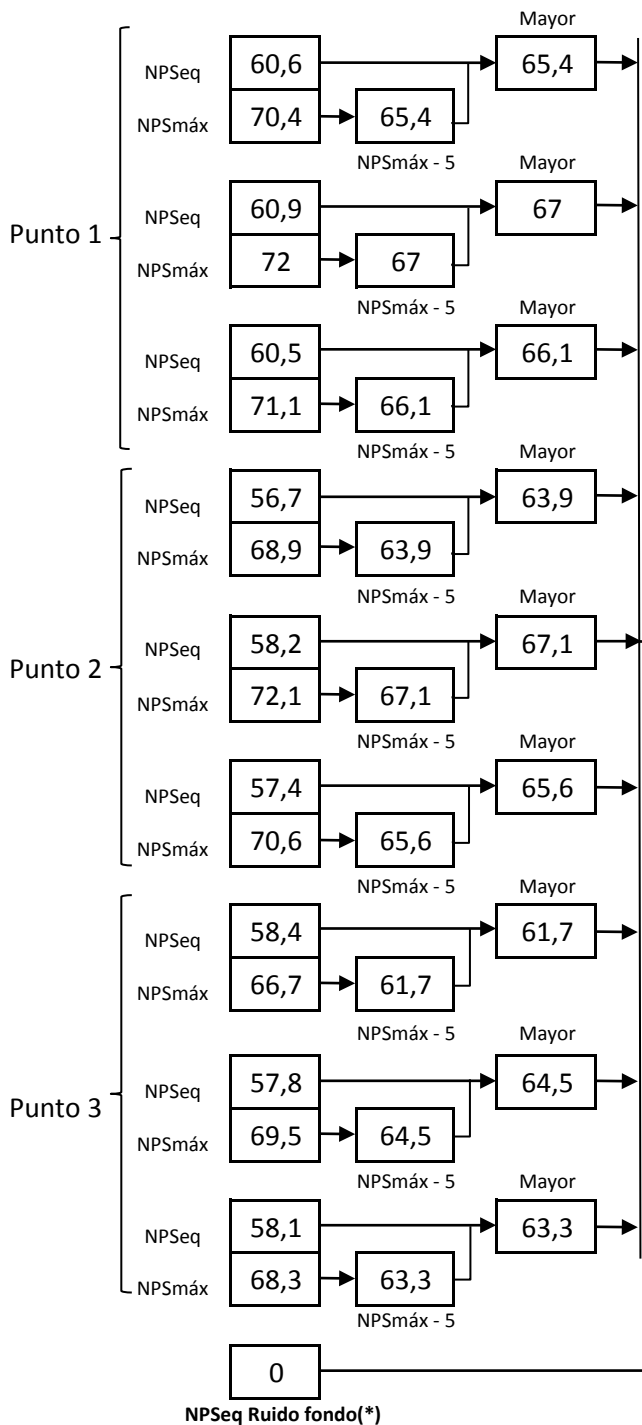 Mayor
NPSeq 60,6 65,4
NPSmáx 70,4 65,4
NPSmáx - 5
Mayor
NPSeq 60,9 67
Punto 1
NPSmáx 72 67
NPSmáx - 5
Mayor
NPSeq 60,5 66,1
NPSmáx 71,1 66,1
NPSmáx - 5
Mayor
NPSeq 56,7 63,9
NPSmáx 68,9 63,9
NPSmáx - 5
Mayor
NPSeq 58,2 67,1
Punto 2
NPSmáx 72,1 67,1
NPSmáx - 5
Mayor
NPSeq 57,4 65,6
NPSmáx 70,6 65,6
NPSmáx - 5
Mayor
NPSeq 58,4 61,7
NPSmáx 66,7 61,7
NPSmáx - 5
Mayor
NPSeq 57,8 64,5
Punto 3
NPSmáx 69,5 64,5
NPSmáx - 5
Mayor
NPSeq 58,1 63,3
NPSmáx 68,3 63,3
NPSmáx - 5
0
NPSeq Ruido fondo(*)